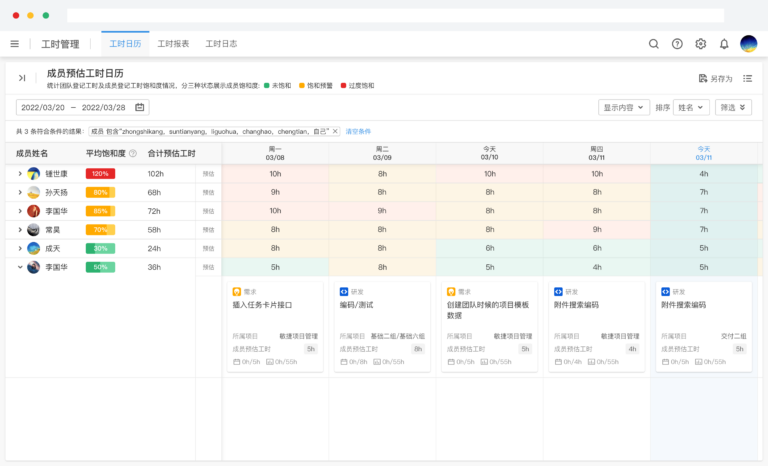 工时管理 工时日历 工时报表 工时日志
成员预估工时日历
统计团队登记工时及成员登记工时饱和度情况，分三种状态展示成员饱和度: 未饱和 饱和预警 过度饱和 另存为
2022/03/20 – 2022/03/28 显示内容 排序 姓名 筛选
共 3 条符合条件的结果: 成员 包含“zhongshikang，suntianyang，liguohua，changhao，chengtian，自己” × 清空条件
成员姓名 平均饱和度 合计预估工时 周一 03/08 周二 03/09 今天 03/10 周四 03/11 今天 03/11
锺世康 120% 102h 预估 10h 8h 10h 10h 4h
孙天扬 80% 68h 预估 9h 8h 8h 8h 7h
李国华 85% 72h 预估 10h 9h 8h 8h 7h
常昊 70% 58h 预估 8h 8h 8h 9h 7h
成天 30% 24h 预估 8h 8h 6h 6h 5h
李国华 50% 36h 预估 5h 8h 5h 4h 5h
需求
插入任务卡片接口
所属项目 敏捷项目管理
成员预估工时 5h
0h/5h 0h/55h
研发
编码/测试
所属项目 基础二组/基础六组
成员预估工时 8h
0h/8h 0h/55h
需求
创建团队时候的项目模板
数据
所属项目 敏捷项目管理
成员预估工时 5h
0h/5h 0h/55h
研发
附件搜索编码
所属项目 敏捷项目管理
成员预估工时 4h
0h/4h 0h/55h
研发
附件搜索编码
所属项目 交付二组
成员预估工时 5h
0h/5h 0h/55h